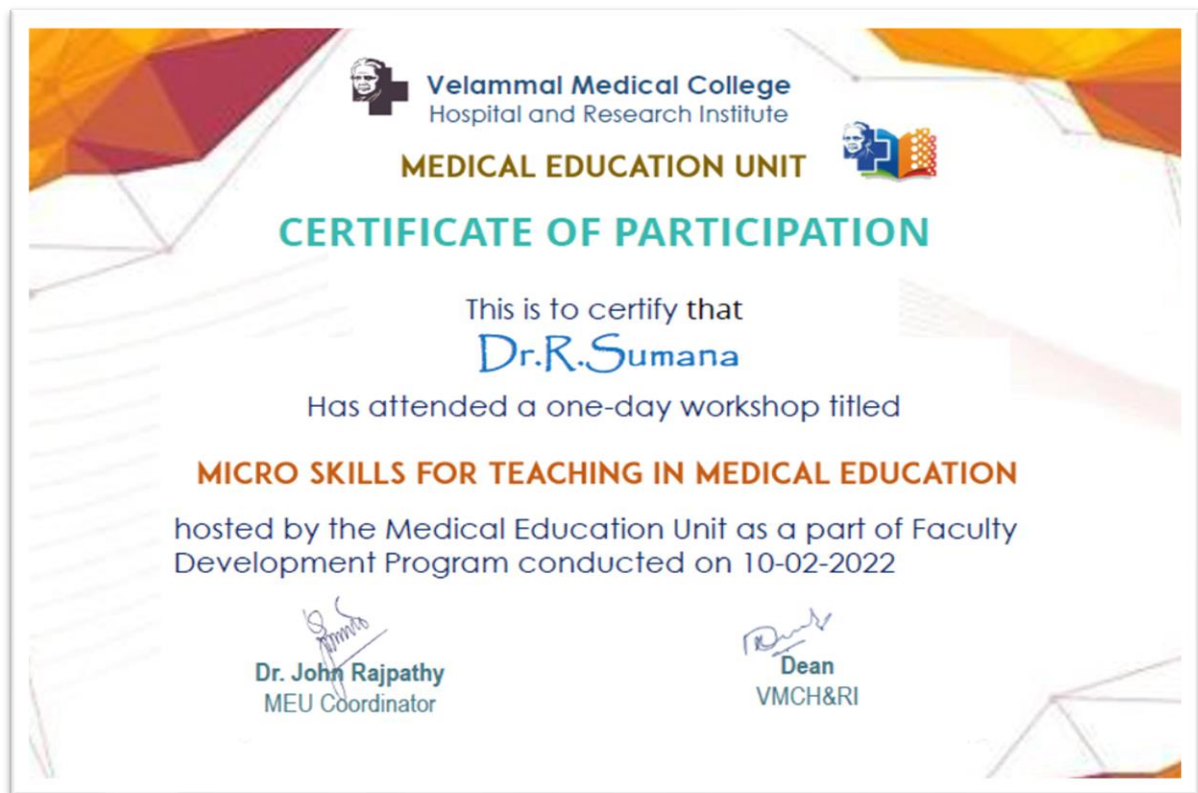 Velammal Medical College
Hospital and Research Institute
MEDICAL EDUCATION UNIT
CERTIFICATE OF PARTICIPATION
This is to certify that
Dr.R.Sumana
Has attended a one-day workshop titled
MICRO SKILLS FOR TEACHING IN MEDICAL EDUCATION
hosted by the Medical Education Unit as a part of Faculty
Development Program conducted on 10-02-2022
Dr. John Rajpathy
MEU Coordinator
Dean
VMCH&RI